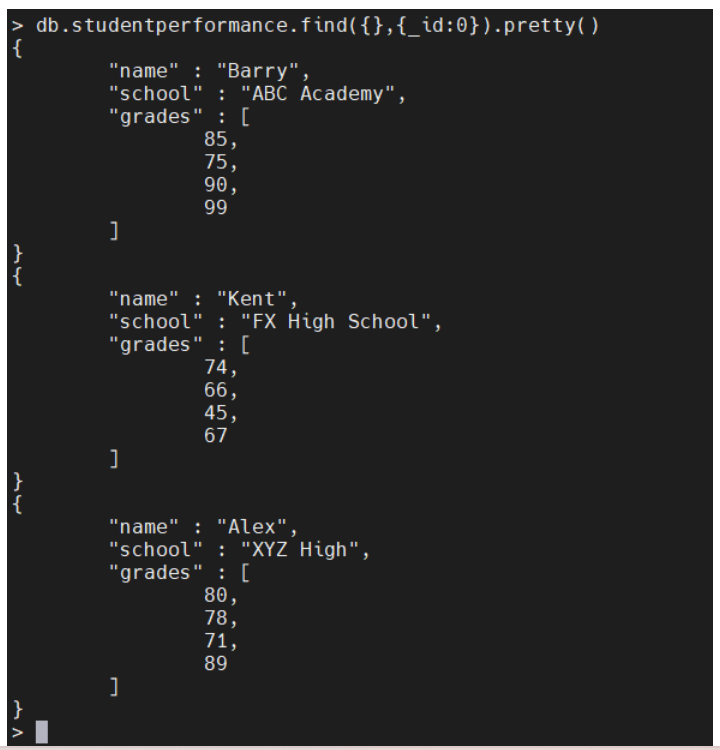 > db.studentperformance.find({},{_id:0}).pretty()
{
        "name" : "Barry",
        "school" : "ABC Academy",
        "grades" : [
                85,
                75,
                90,
                99
        ]
}
{
        "name" : "Kent",
        "school" : "FX High School",
        "grades" : [
                74,
                66,
                45,
                67
        ]
}
{
        "name" : "Alex",
        "school" : "XYZ High",
        "grades" : [
                80,
                78,
                71,
                89
        ]
}
>